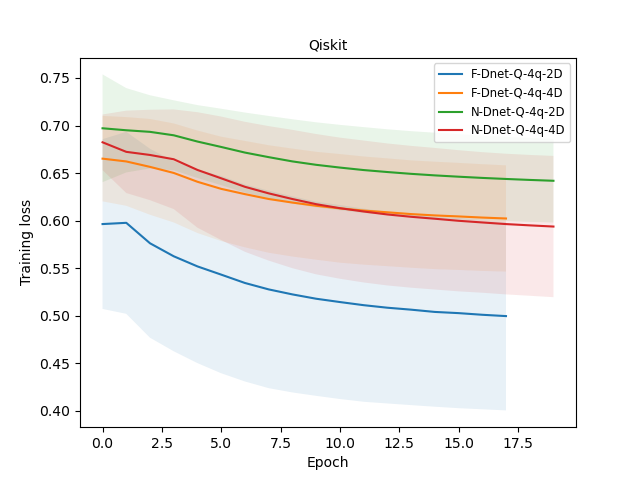 Qiskit
F-Dnet-Q-4q-2D
F-Dnet-Q-4q-4D
N-Dnet-Q-4q-2D
N-Dnet-Q-4q-4D
Training loss
0.75
0.70
0.65
0.60
0.55
0.50
0.45
0.40
0.0 2.5 5.0 7.5 10.0 12.5 15.0 17.5
Epoch